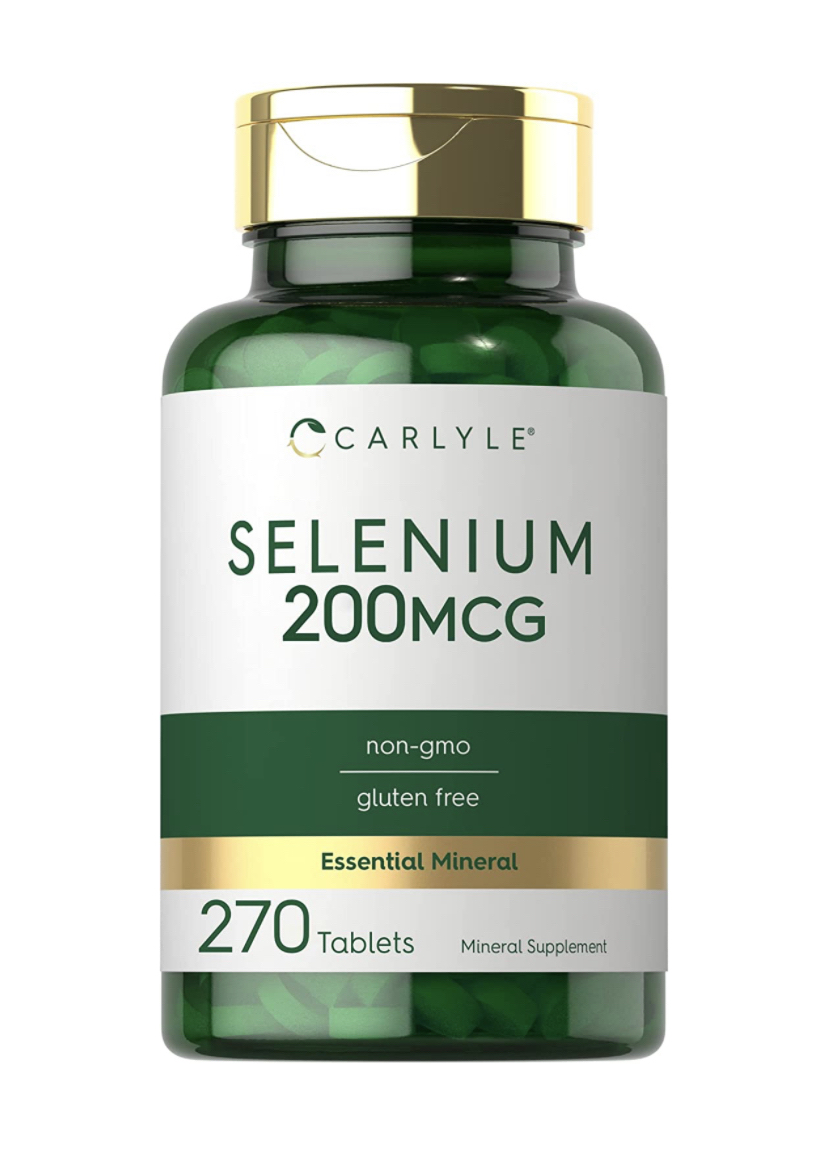 CARLYLE®
SELENIUM
200MCG
non-gmo
gluten free
Essential Mineral
270 Tablets Mineral Supplement